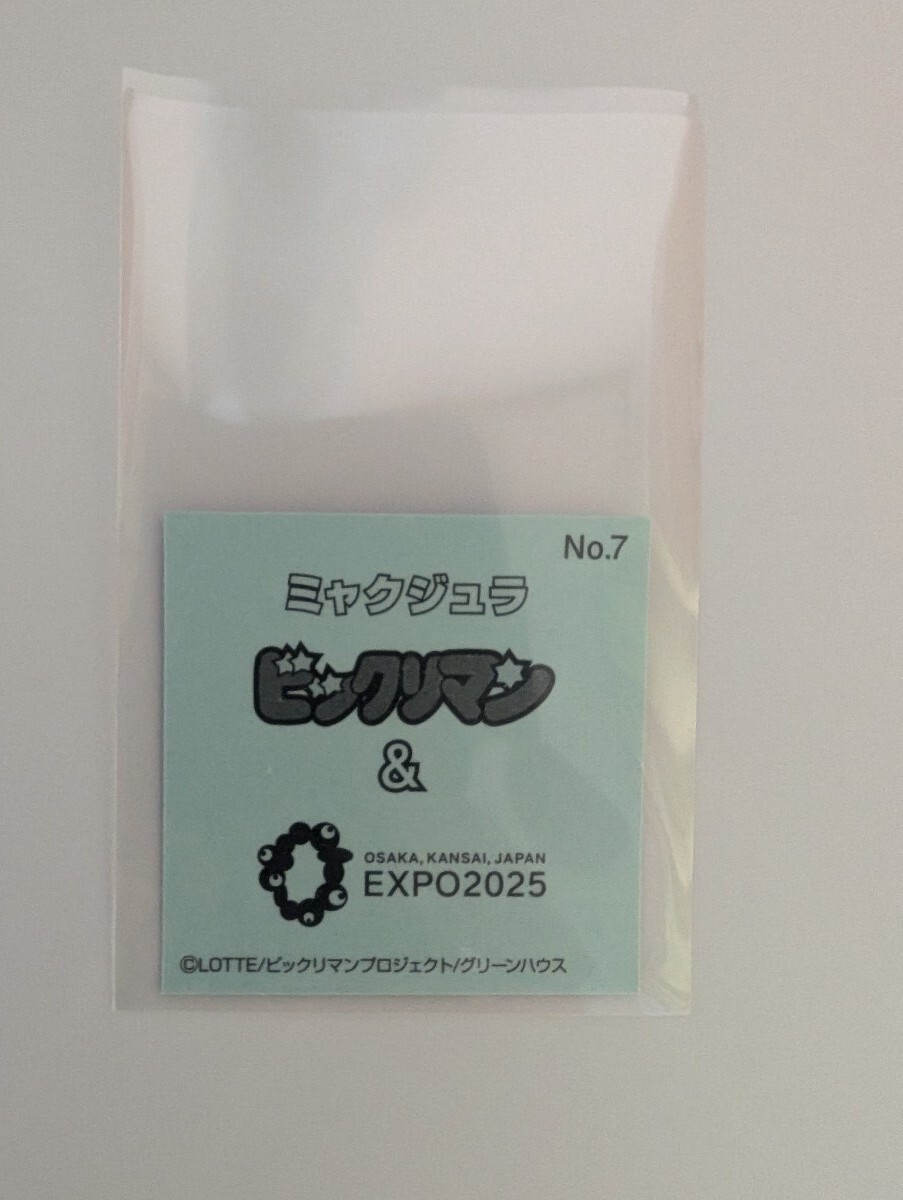 No.7
ミャクジュラ
ビックリマン
&
OSAKA, KANSAI, JAPAN
EXPO2025
©LOTTE/ビックリマンプロジェクト/グリーンハウス